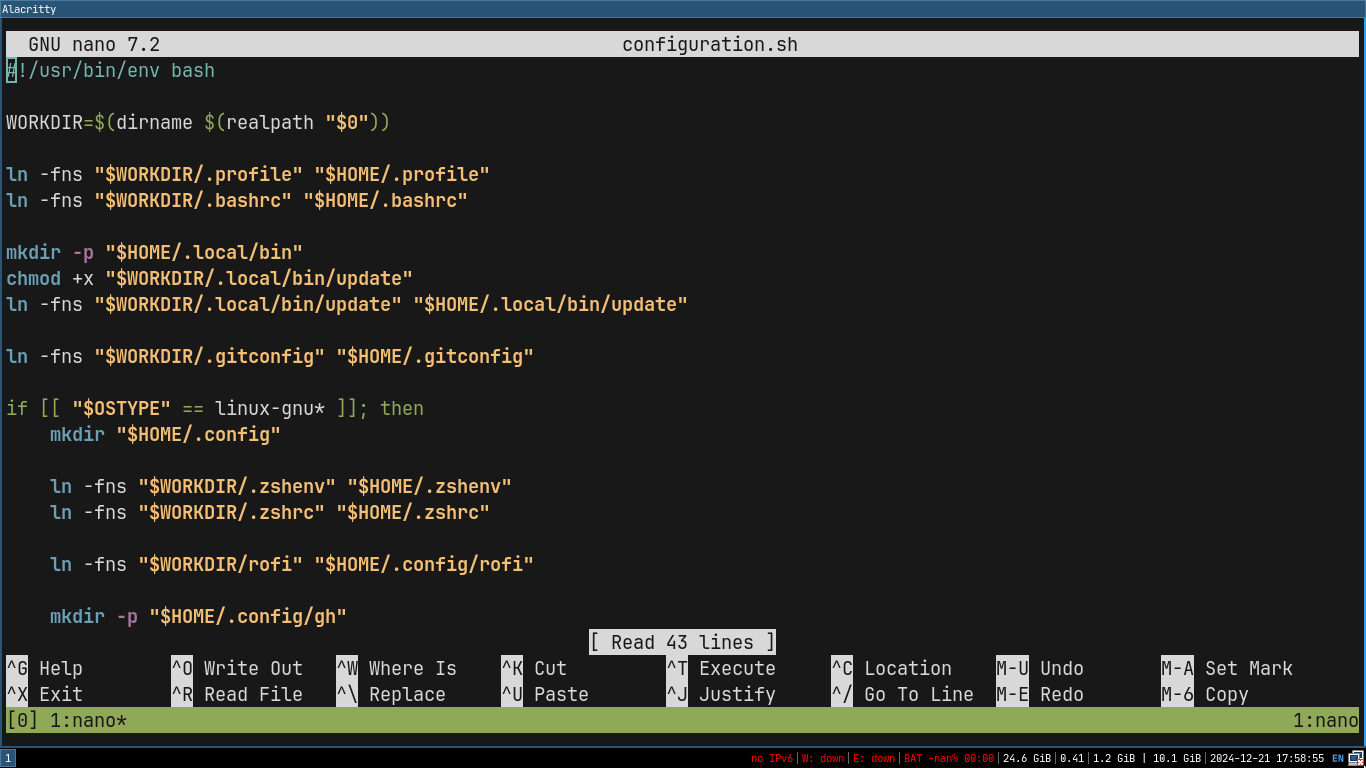 Alacritty
GNU nano 7.2 configuration.sh
#!/usr/bin/env bash
WORKDIR=$(dirname $(realpath "$0"))
ln -fns "$WORKDIR/.profile" "$HOME/.profile"
ln -fns "$WORKDIR/.bashrc" "$HOME/.bashrc"
mkdir -p "$HOME/.local/bin"
chmod +x "$WORKDIR/.local/bin/update"
ln -fns "$WORKDIR/.local/bin/update" "$HOME/.local/bin/update"
ln -fns "$WORKDIR/.gitconfig" "$HOME/.gitconfig"
if [[ "$OSTYPE" == linux-gnu* ]]; then
    mkdir "$HOME/.config"
    ln -fns "$WORKDIR/.zshenv" "$HOME/.zshenv"
    ln -fns "$WORKDIR/.zshrc" "$HOME/.zshrc"
    ln -fns "$WORKDIR/rofi" "$HOME/.config/rofi"
    mkdir -p "$HOME/.config/gh"
[ Read 43 lines ]
^G Help ^O Write Out ^W Where Is ^K Cut ^T Execute ^C Location M-U Undo M-A Set Mark
^X Exit ^R Read File ^\ Replace ^U Paste ^J Justify ^/ Go To Line M-E Redo M-6 Copy
[0] 1:nano* 1:nano
1 no IPv6|W: down|E: down|BAT -nan% 00:00|24.6 GiB|0.41|1.2 GiB | 10.1 GiB|2024-12-21 17:58:55 EN